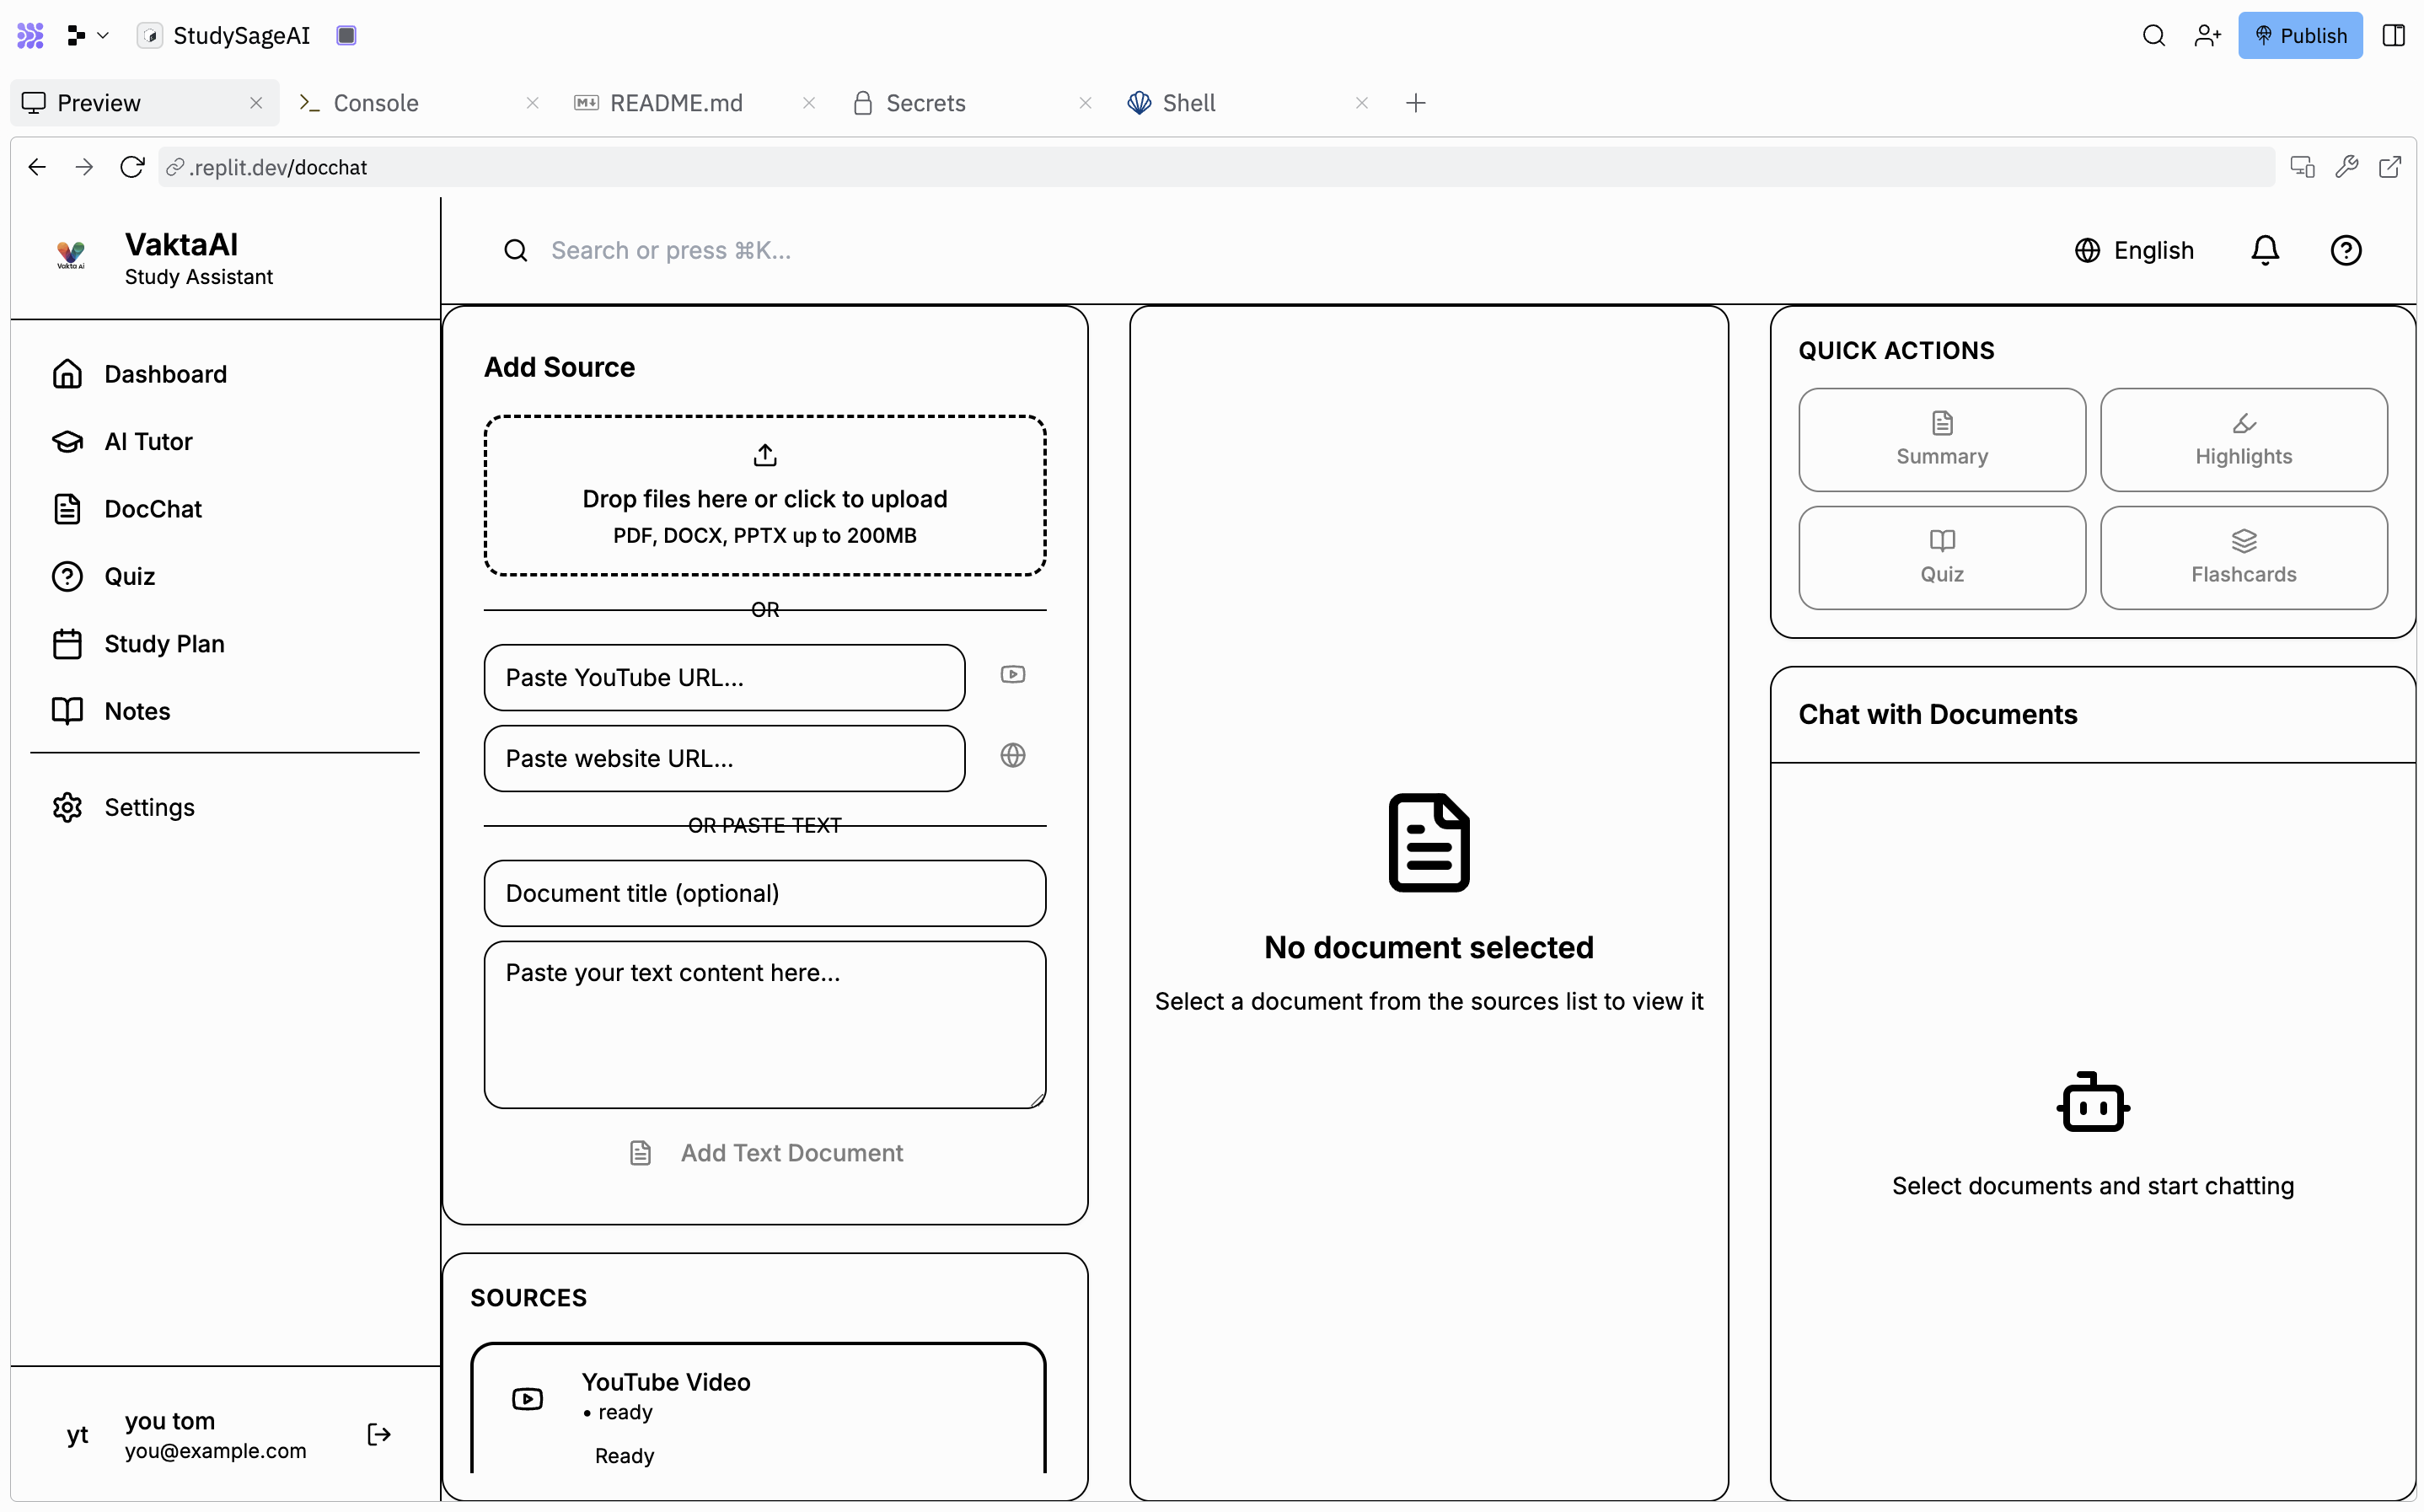 StudySageAI
Publish
Preview
Console
README.md
Secrets
Shell
.replit.dev/docchat
Vakta Ai
VaktaAI
Study Assistant
Search or press ⌘K...
English
Dashboard
AI Tutor
DocChat
Quiz
Study Plan
Notes
Settings
yt
you tom
you@example.com
Add Source
Drop files here or click to upload
PDF, DOCX, PPTX up to 200MB
OR
Paste YouTube URL...
Paste website URL...
OR PASTE TEXT
Document title (optional)
Paste your text content here...
Add Text Document
SOURCES
YouTube Video
• ready
Ready
No document selected
Select a document from the sources list to view it
QUICK ACTIONS
Summary
Highlights
Quiz
Flashcards
Chat with Documents
Select documents and start chatting